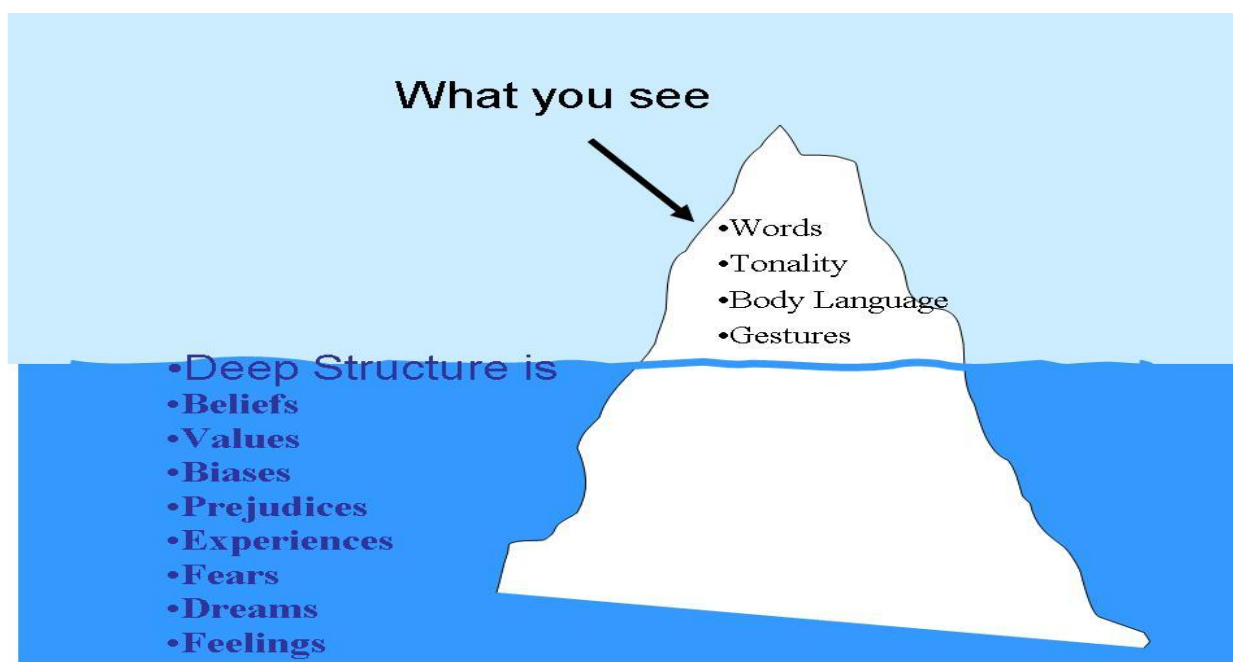 What you see
•Words
•Tonality
•Body Language
•Gestures
•Deep Structure is
•Beliefs
•Values
•Biases
•Prejudices
•Experiences
•Fears
•Dreams
•Feelings